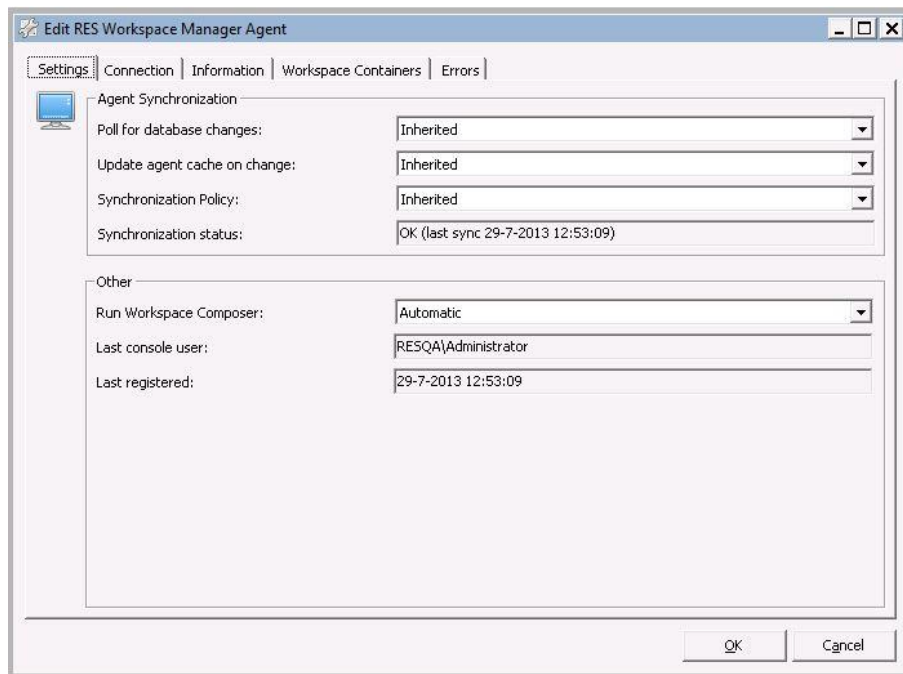 Edit RES Workspace Manager Agent
Settings Connection Information Workspace Containers Errors
Agent Synchronization
Poll for database changes: Inherited
Update agent cache on change: Inherited
Synchronization Policy: Inherited
Synchronization status: OK (last sync 29-7-2013 12:53:09)
Other
Run Workspace Composer: Automatic
Last console user: RESQA\Administrator
Last registered: 29-7-2013 12:53:09
OK Cancel